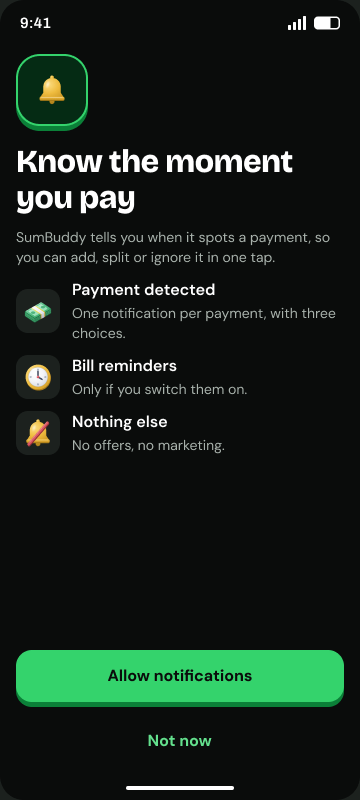 9:41
Know the moment
you pay
SumBuddy tells you when it spots a payment, so
you can add, split or ignore it in one tap.
Payment detected
One notification per payment, with three
choices.
Bill reminders
Only if you switch them on.
Nothing else
No offers, no marketing.
Allow notifications
Not now